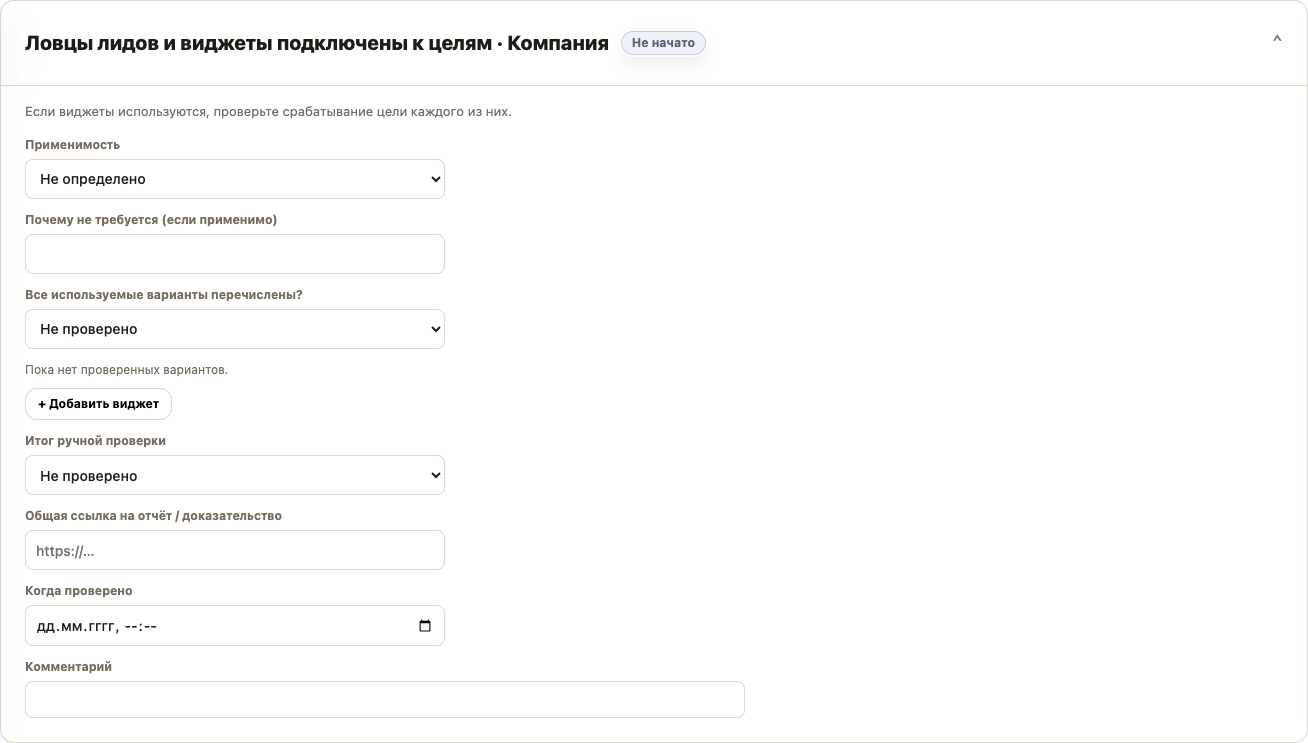 Ловцы лидов и виджеты подключены к целям · Компания Не начато
Если виджеты используются, проверьте срабатывание цели каждого из них.
Применимость
Не определено
Почему не требуется (если применимо)
Все используемые варианты перечислены?
Не проверено
Пока нет проверенных вариантов.
+ Добавить виджет
Итог ручной проверки
Не проверено
Общая ссылка на отчёт / доказательство
https://...
Когда проверено
дд.мм.гггг, --:--
Комментарий